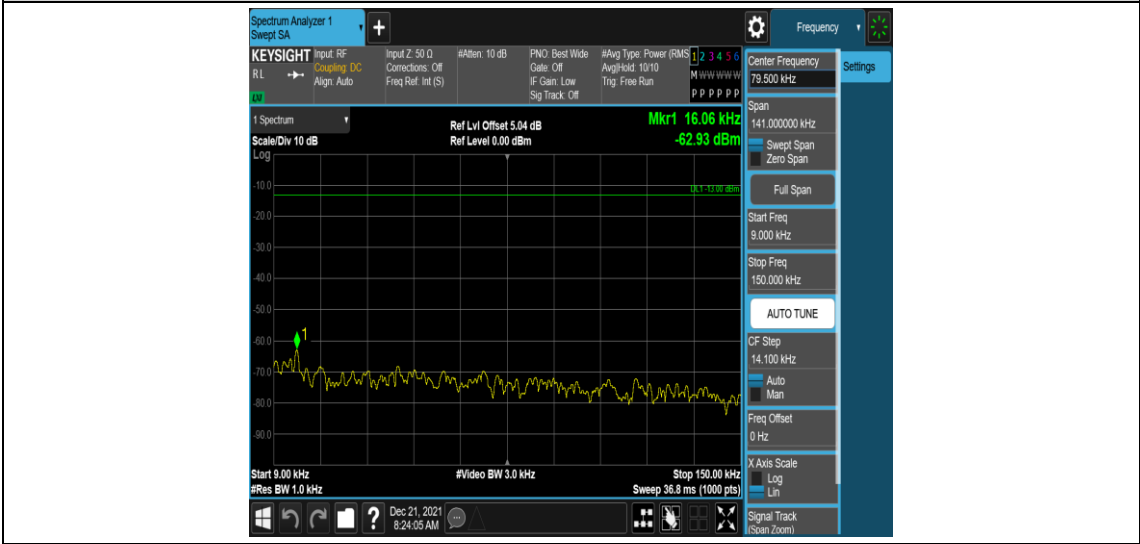 Spectrum Analyzer 1
Swept SA
+
Frequency
KEYSIGHT
RL
Input: RF
Coupling: DC
Align: Auto
Input Z: 50 Ω
Corrections: Off
Freq Ref: Int (S)
#Atten: 10 dB
PNO: Best Wide
Gate: Off
IF Gain: Low
Sig Track: Off
#Avg Type: Power (RMS
Avg|Hold: 10/10
Trig: Free Run
1 2 3 4 5 6
M W W W W W
P P P P P P
1 Spectrum
Scale/Div 10 dB
Log
Ref Lvl Offset 5.04 dB
Ref Level 0.00 dBm
Mkr1 16.06 kHz
-62.93 dBm
DL1 -13.00 dBm
-10.0
-20.0
-30.0
-40.0
-50.0
-60.0
-70.0
-80.0
-90.0
1
Start 9.00 kHz
#Res BW 1.0 kHz
#Video BW 3.0 kHz
Stop 150.00 kHz
Sweep 36.8 ms (1000 pts)
Center Frequency
79.500 kHz
Settings
Span
141.000000 kHz
Swept Span
Zero Span
Full Span
Start Freq
9.000 kHz
Stop Freq
150.000 kHz
AUTO TUNE
CF Step
14.100 kHz
Auto
Man
Freq Offset
0 Hz
X Axis Scale
Log
Lin
Signal Track
(Span Zoom)
?
Dec 21, 2021
8:24:05 AM